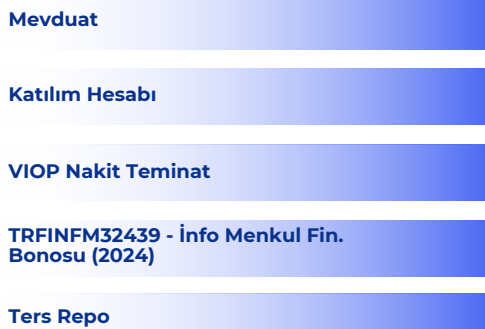 Mevduat
Katılım Hesabı
VIOP Nakit Teminat
TRFINFM32439 - İnfo Menkul Fin.
Bonosu (2024)
Ters Repo